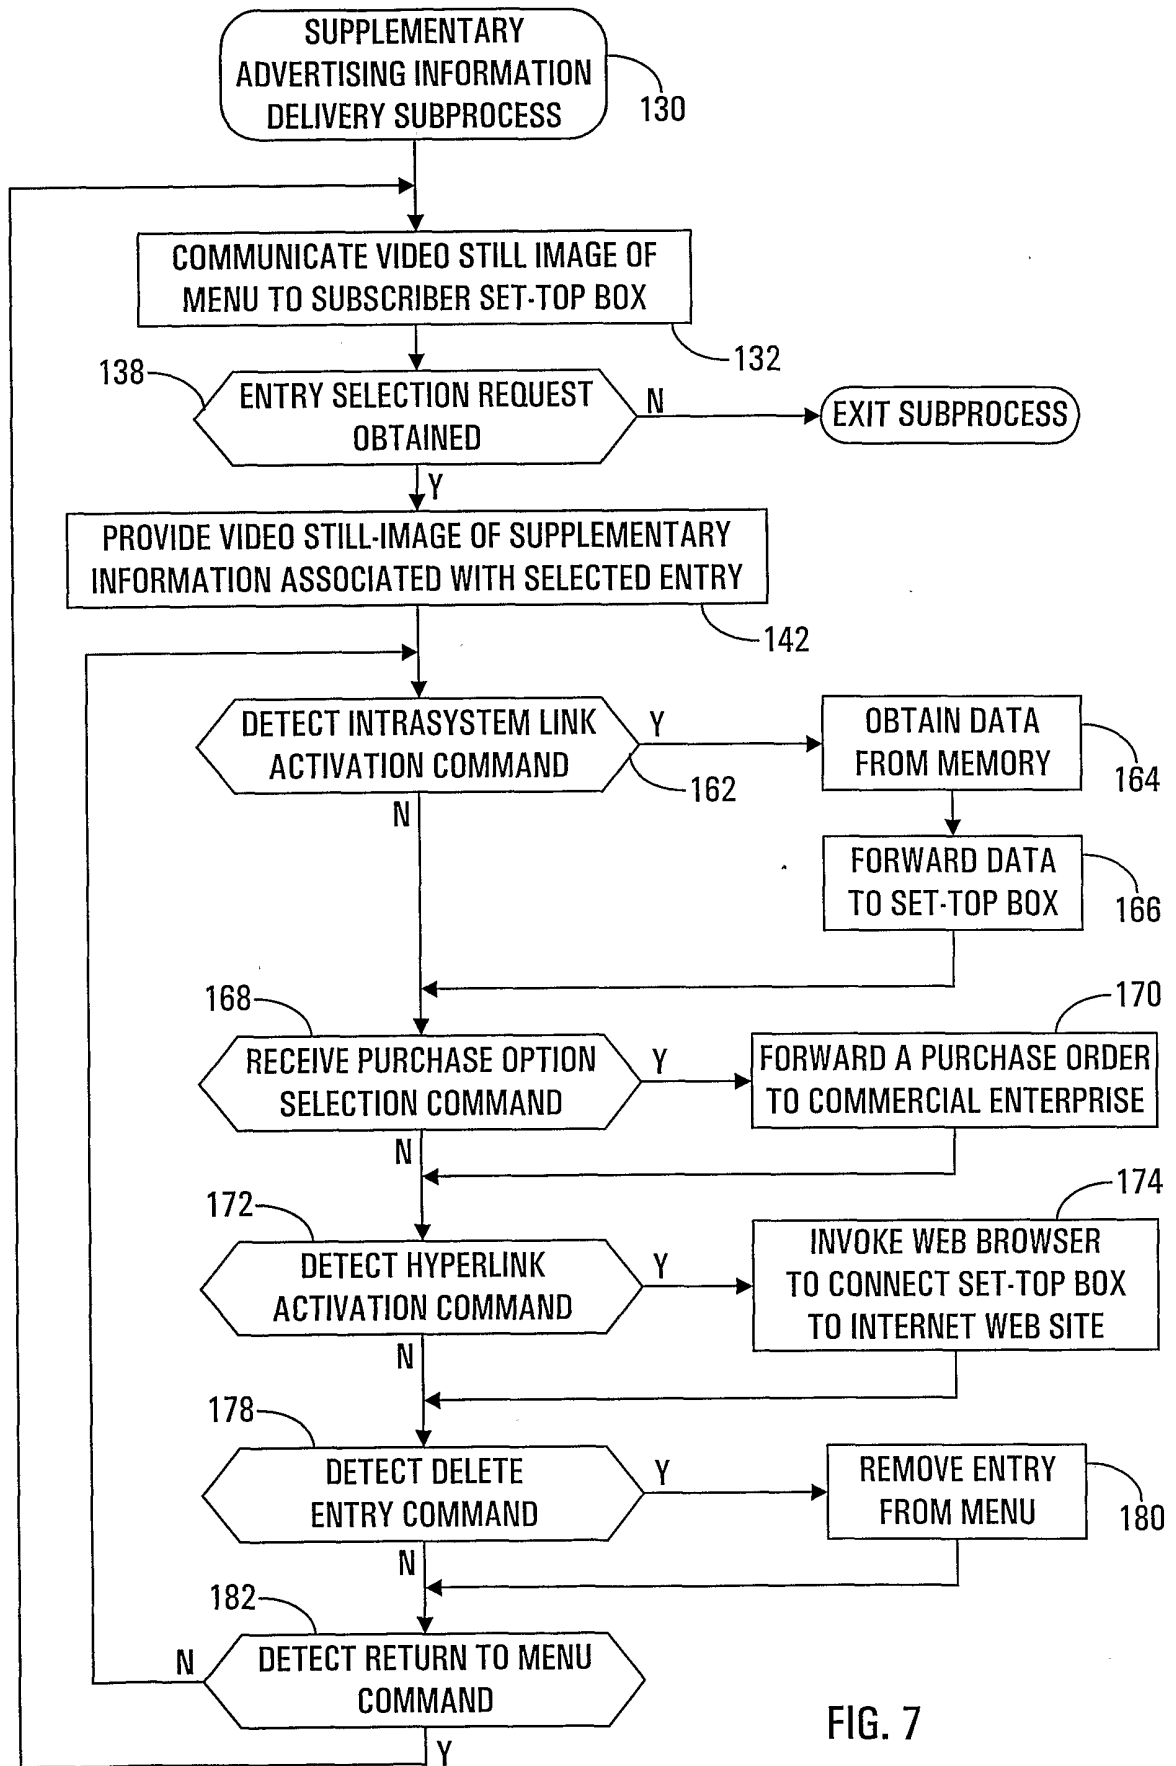 SUPPLEMENTARY
ADVERTISING INFORMATION
DELIVERY SUBPROCESS
130
COMMUNICATE VIDEO STILL IMAGE OF
MENU TO SUBSCRIBER SET-TOP BOX
132
138
ENTRY SELECTION REQUEST
OBTAINED
N
EXIT SUBPROCESS
Y
PROVIDE VIDEO STILL-IMAGE OF SUPPLEMENTARY
INFORMATION ASSOCIATED WITH SELECTED ENTRY
142
DETECT INTRASYSTEM LINK
ACTIVATION COMMAND
Y
162
N
OBTAIN DATA
FROM MEMORY
164
FORWARD DATA
TO SET-TOP BOX
166
168
RECEIVE PURCHASE OPTION
SELECTION COMMAND
Y
170
FORWARD A PURCHASE ORDER
TO COMMERCIAL ENTERPRISE
N
172
DETECT HYPERLINK
ACTIVATION COMMAND
Y
174
INVOKE WEB BROWSER
TO CONNECT SET-TOP BOX
TO INTERNET WEB SITE
N
178
DETECT DELETE
ENTRY COMMAND
Y
REMOVE ENTRY
FROM MENU
180
N
182
DETECT RETURN TO MENU
COMMAND
N
Y
FIG. 7